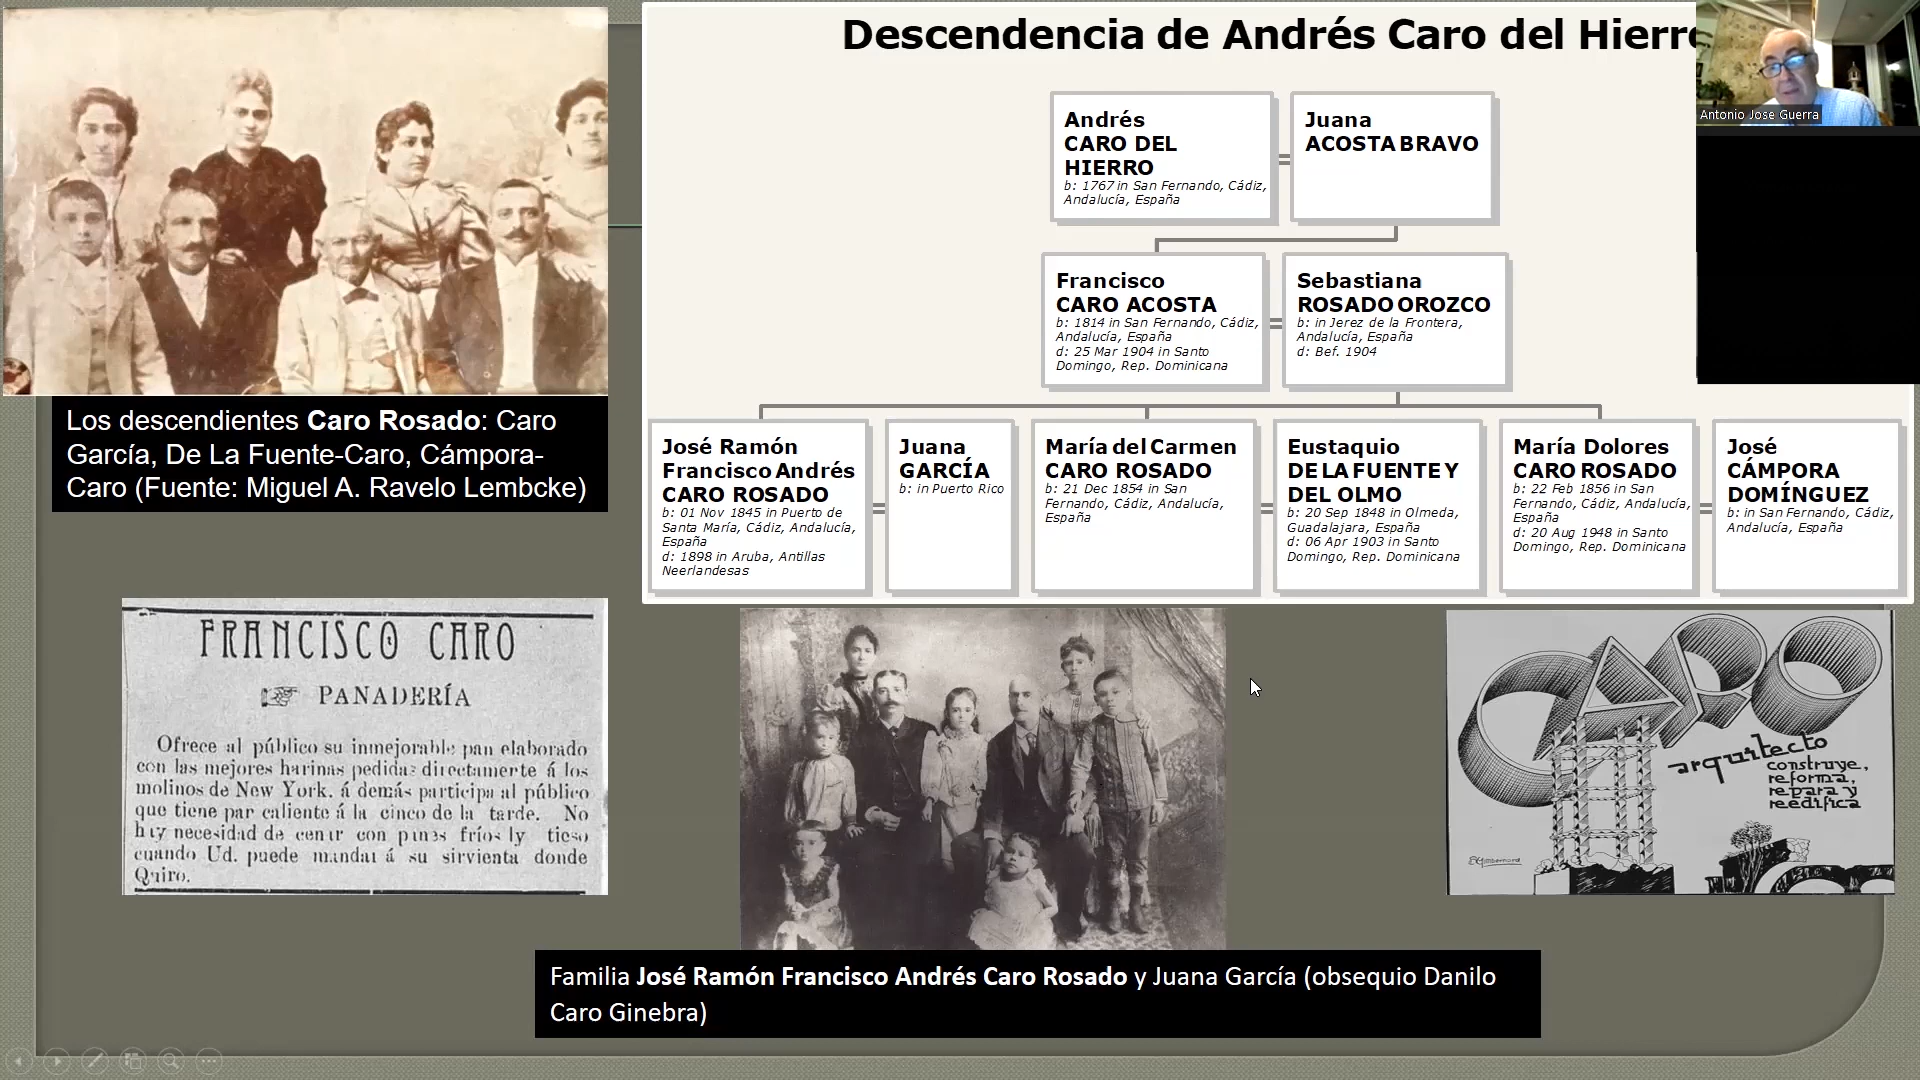 Descendencia de Andrés Caro del Hierro
Antonio Jose Guerra
Andrés
CARO DEL
HIERRO
b: 1767 in San Fernando, Cádiz,
Andalucía, España
Juana
ACOSTA BRAVO
Francisco
CARO ACOSTA
b: 1814 in San Fernando, Cádiz,
Andalucía, España
d: 25 Mar 1904 in Santo
Domingo, Rep. Dominicana
Sebastiana
ROSADO OROZCO
b: in Jerez de la Frontera,
Andalucía, España
d: Bef. 1904
José Ramón
Francisco Andrés
CARO ROSADO
b: 01 Nov 1845 in Puerto de
Santa María, Cádiz, Andalucía,
España
d: 1898 in Aruba, Antillas
Neerlandesas
Juana
GARCÍA
b: in Puerto Rico
María del Carmen
CARO ROSADO
b: 21 Dec 1854 in San
Fernando, Cádiz, Andalucía,
España
Eustaquio
DE LA FUENTE Y
DEL OLMO
b: 20 Sep 1848 in Olmeda,
Guadalajara, España
d: 06 Apr 1903 in Santo
Domingo, Rep. Dominicana
María Dolores
CARO ROSADO
b: 22 Feb 1856 in San
Fernando, Cádiz, Andalucía,
España
d: 20 Aug 1948 in Santo
Domingo, Rep. Dominicana
José
CÁMPORA
DOMÍNGUEZ
b: in San Fernando, Cádiz,
Andalucía, España
Los descendientes Caro Rosado: Caro
García, De La Fuente-Caro, Cámpora-
Caro (Fuente: Miguel A. Ravelo Lembcke)
FRANCISCO CARO
PANADERÍA
Ofrece al público su inmejorable pan elaborado
con las mejores harinas pedidas directamente á los
molinos de New York. á demás participa al público
que tiene pan caliente á la cinco de la tarde. No
hay necesidad de cenar con panes fríos ly tieso
cuando Ud. puede mandar á su sirvienta donde
Quiro.
CARO
arquitecto
construye,
reforma,
repara y
reedifica
Familia José Ramón Francisco Andrés Caro Rosado y Juana García (obsequio Danilo
Caro Ginebra)